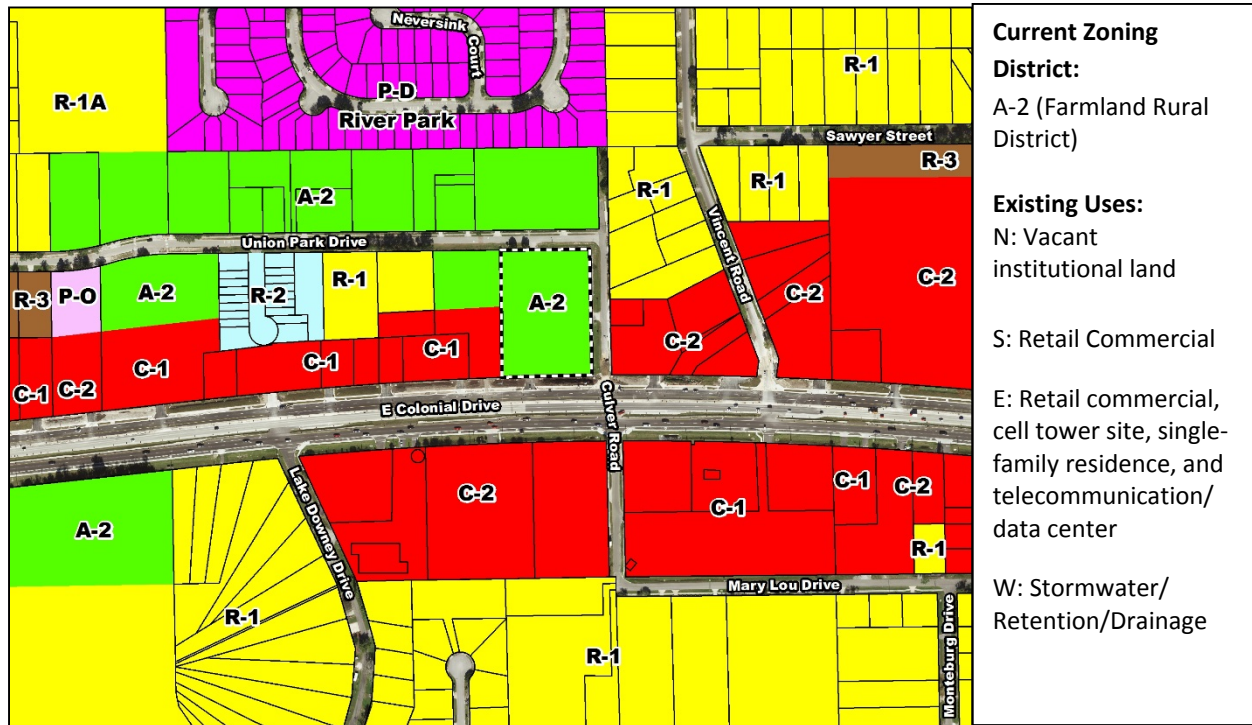 Neversink
Court
R-1
R-1A
P-D
River Park
Sawyer Street
R-3
R-1
R-1
A-2
Vincent Road
Union Park Drive
R-3
P-O
A-2
R-2
R-1
A-2
C-2
C-2
C-1
C-2
C-1
C-1
C-1
C-2
E Colonial Drive
Culver Road
Lake Downey Drive
A-2
C-2
C-1
C-1
C-2
R-1
Mary Lou Drive
R-1
R-1
Monteburg Drive
Current Zoning
District:
A-2 (Farmland Rural
District)
Existing Uses:
N: Vacant
institutional land
S: Retail Commercial
E: Retail commercial,
cell tower site, single-
family residence, and
telecommunication/
data center
W: Stormwater/
Retention/Drainage